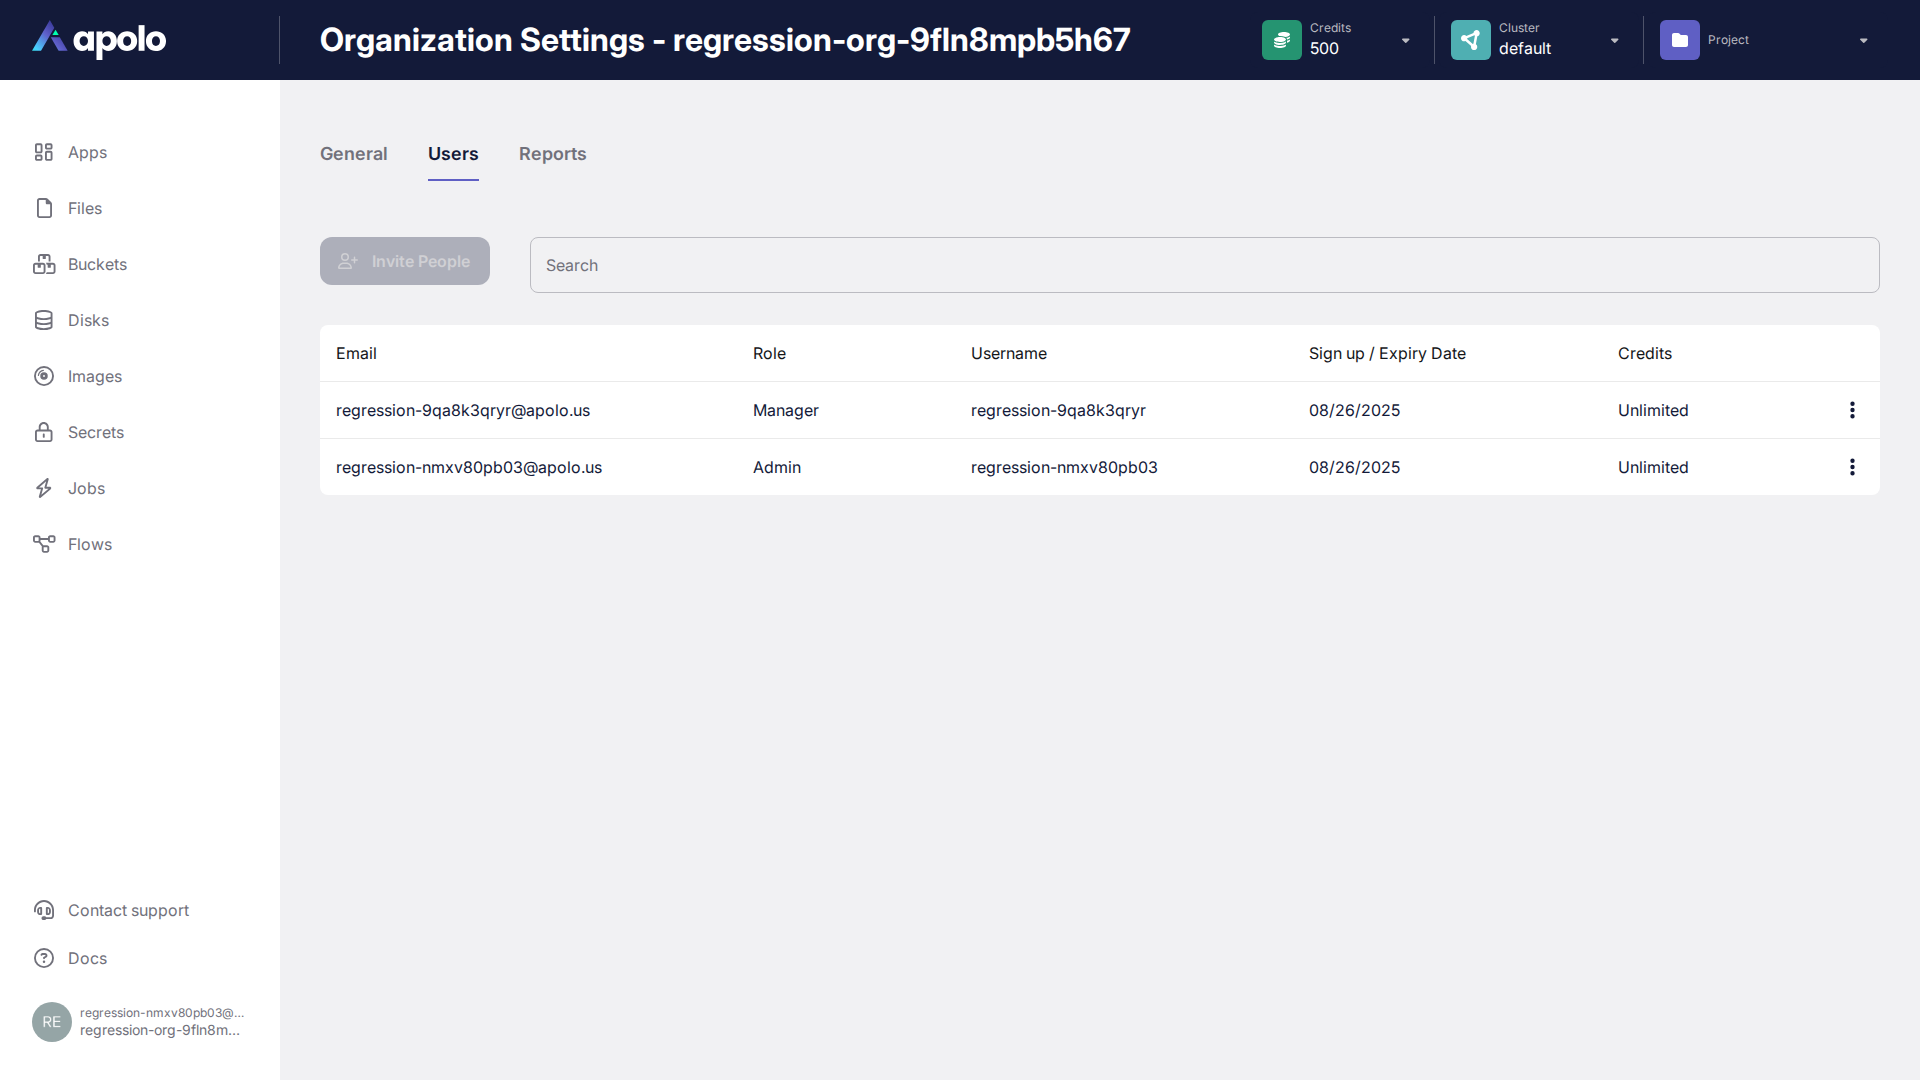 apolo
Organization Settings - regression-org-9fln8mpb5h67
Credits
500
Cluster
default
Project
Apps
Files
Buckets
Disks
Images
Secrets
Jobs
Flows
General
Users
Reports
Invite People
Search
Email Role Username Sign up / Expiry Date Credits
regression-9qa8k3qryr@apolo.us Manager regression-9qa8k3qryr 08/26/2025 Unlimited
regression-nmxv80pb03@apolo.us Admin regression-nmxv80pb03 08/26/2025 Unlimited
Contact support
Docs
RE
regression-nmxv80pb03@...
regression-org-9fln8m...